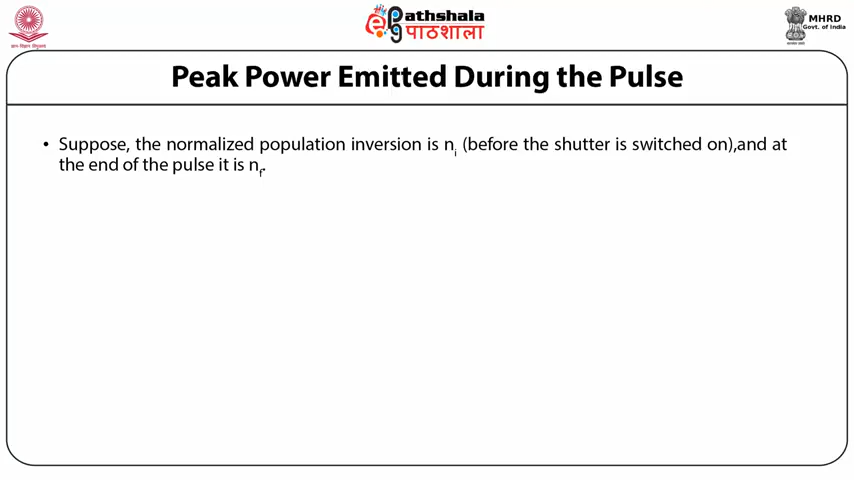 ePathshala
पाठशाला
MHRD
Govt. of India
Peak Power Emitted During the Pulse
• Suppose, the normalized population inversion is nᵢ (before the shutter is switched on),and at
the end of the pulse it is n_f.